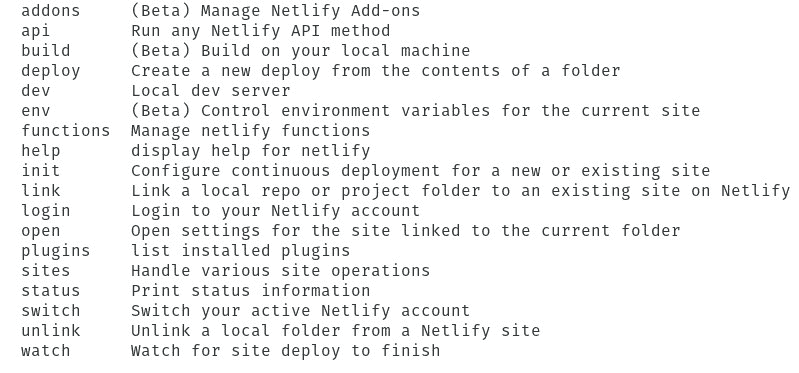 addons     (Beta) Manage Netlify Add-ons
api        Run any Netlify API method
build      (Beta) Build on your local machine
deploy     Create a new deploy from the contents of a folder
dev        Local dev server
env        (Beta) Control environment variables for the current site
functions  Manage netlify functions
help       display help for netlify
init       Configure continuous deployment for a new or existing site
link       Link a local repo or project folder to an existing site on Netlify
login      Login to your Netlify account
open       Open settings for the site linked to the current folder
plugins    list installed plugins
sites      Handle various site operations
status     Print status information
switch     Switch your active Netlify account
unlink     Unlink a local folder from a Netlify site
watch      Watch for site deploy to finish